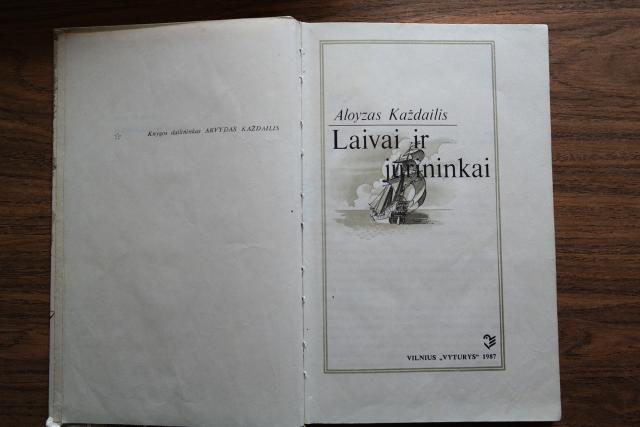 Knygos dailininkas ARVYDAS KAŽDAILIS
Aloyzas Každailis
Laivai ir
jūrininkai
VILNIUS „VYTURYS“ 1987